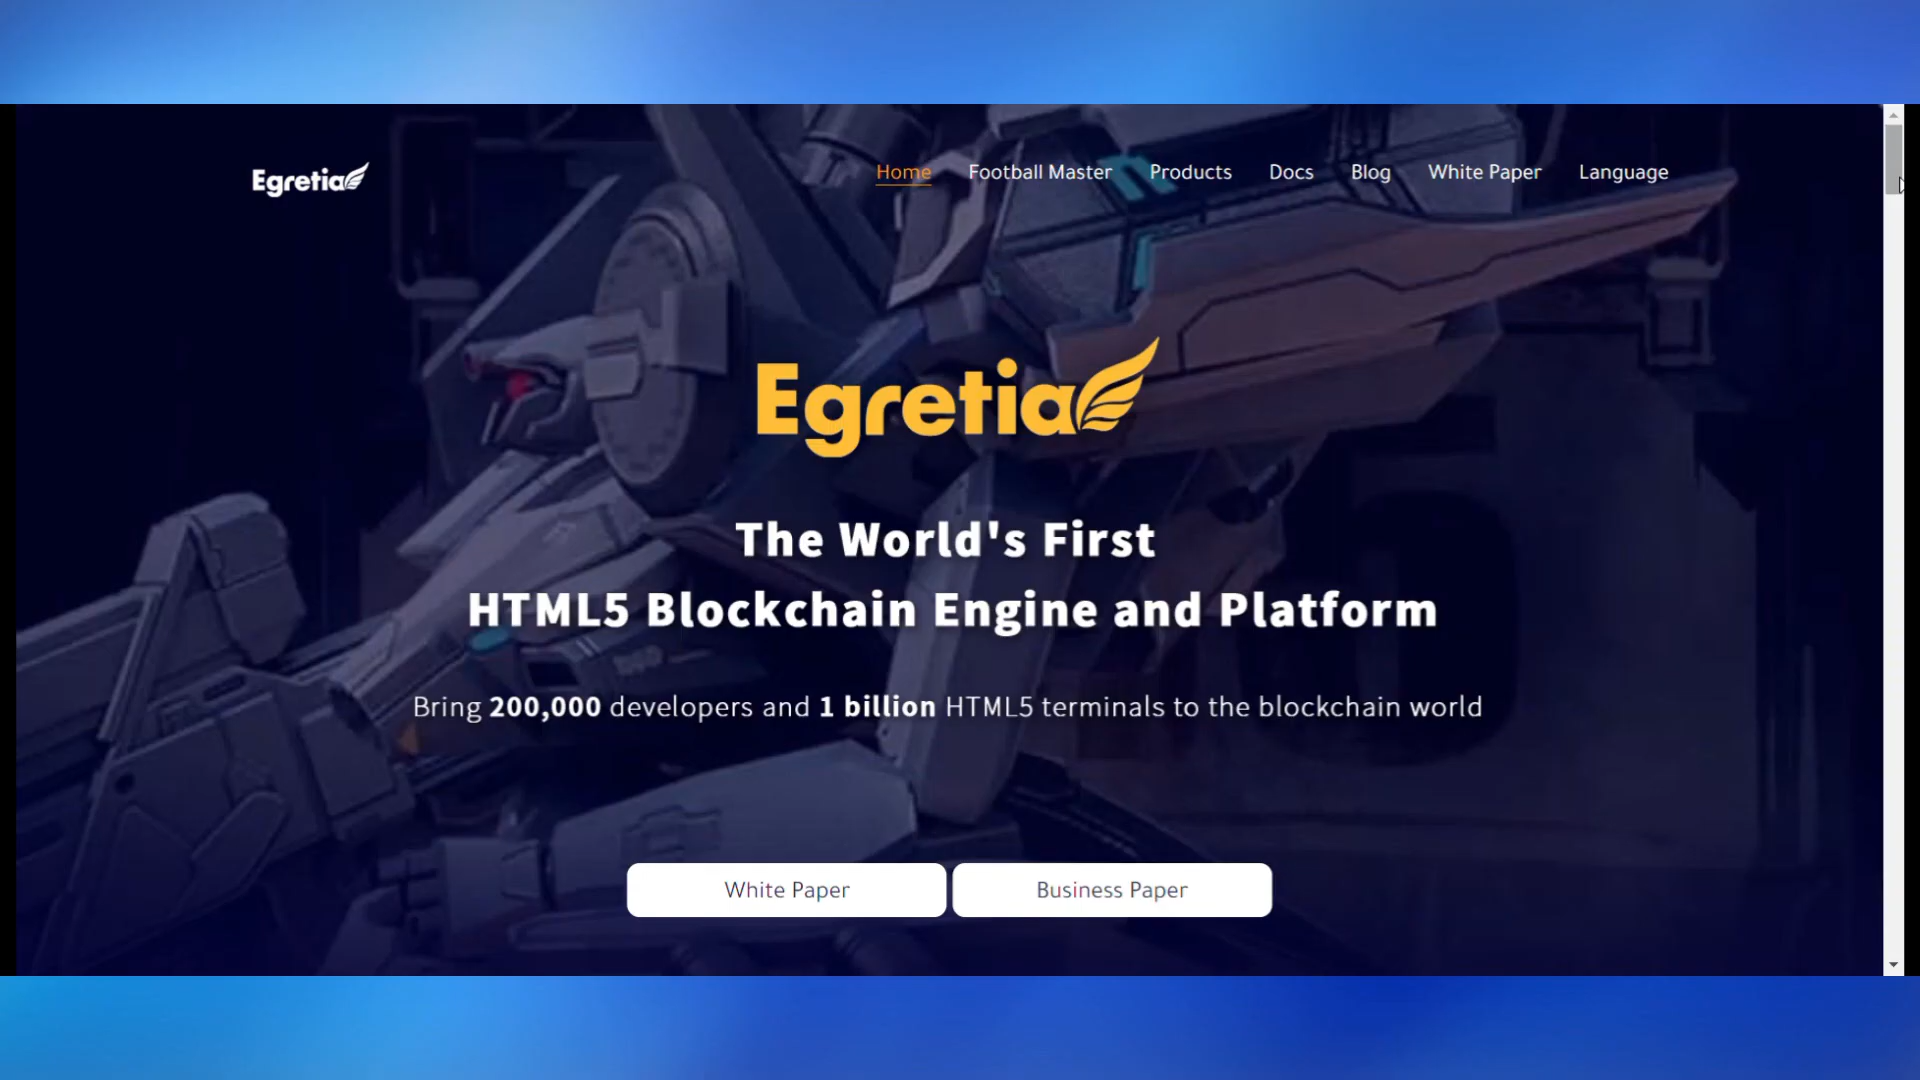 Egretia
Home Football Master Products Docs Blog White Paper Language
Egretia
The World's First
HTML5 Blockchain Engine and Platform
Bring 200,000 developers and 1 billion HTML5 terminals to the blockchain world
White Paper Business Paper